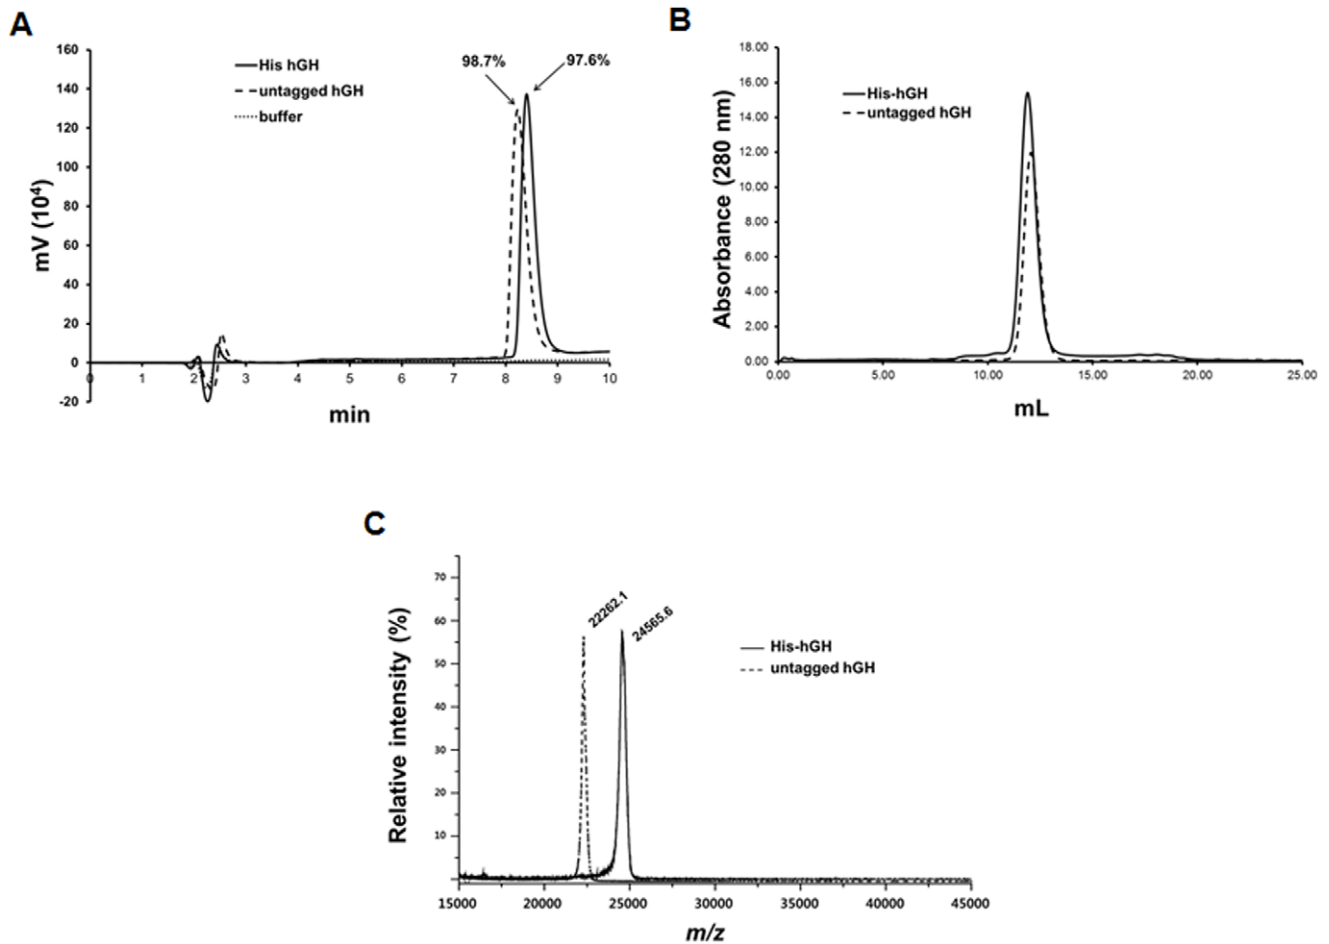 A
160
140
120
100
80
60
40
20
0
-20
mV (10⁴)
His hGH
untagged hGH
buffer
98.7%
97.6%
0 1 2 3 4 5 6 7 8 9 10
min
B
18.00
16.00
14.00
12.00
10.00
8.00
6.00
4.00
2.00
0.00
Absorbance (280 nm)
His-hGH
untagged hGH
0.00 5.00 10.00 15.00 20.00 25.00
mL
C
70
60
50
40
30
20
10
Relative intensity (%)
22262.1
24565.6
His-hGH
untagged hGH
15000 20000 25000 30000 35000 40000 45000
m/z